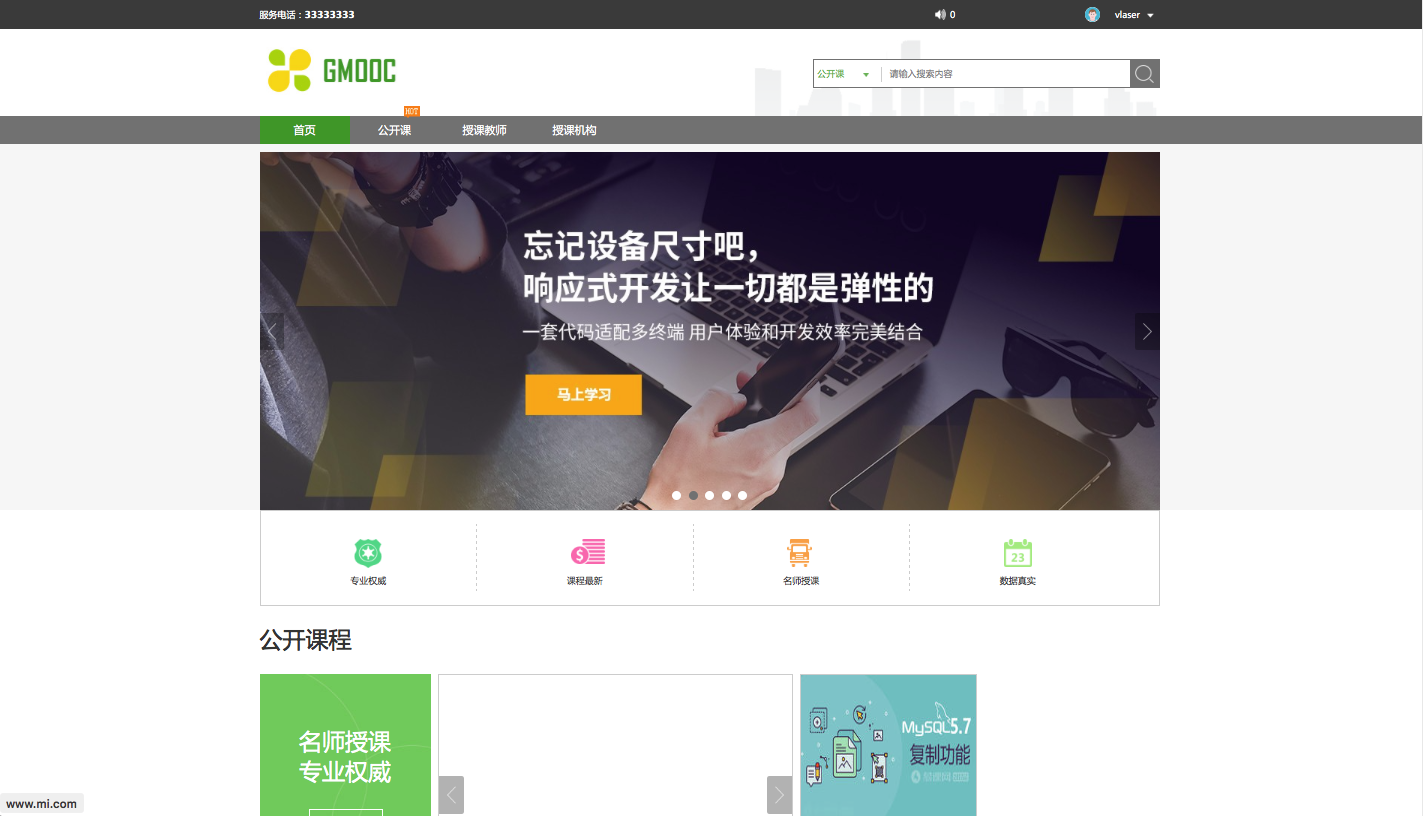 服务电话：33333333
0
vlaser
GMOOC
公开课
请输入搜索内容
HOT
首页
公开课
授课教师
授课机构
忘记设备尺寸吧，
响应式开发让一切都是弹性的
一套代码适配多终端 用户体验和开发效率完美结合
马上学习
专业权威
课程最新
名师授课
23
数据真实
公开课程
名师授课
专业权威
MySQL5.7
复制功能
www.mi.com